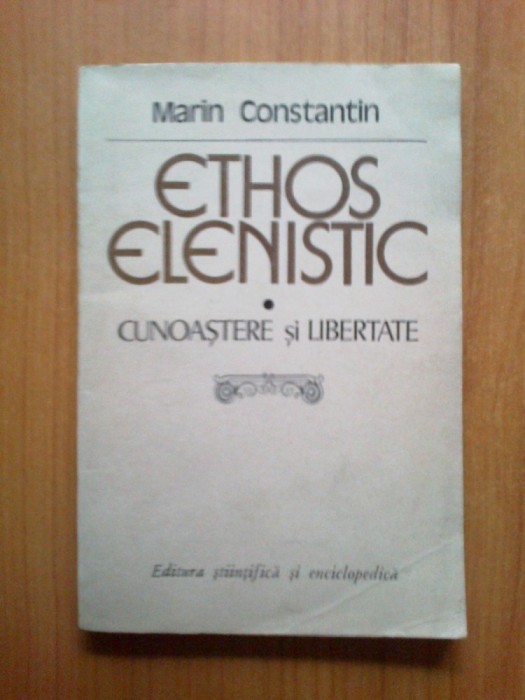 Marin Constantin
ETHOS
ELENISTIC
•
CUNOAȘTERE și LIBERTATE
Editura științifică și enciclopedică